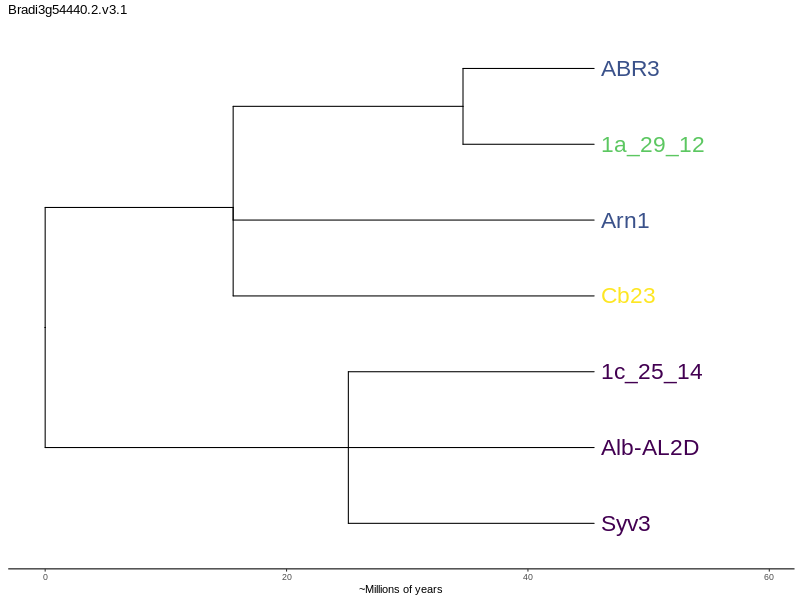 Bradi3g54440.2.v3.1
ABR3
1a_29_12
Arn1
Cb23
1c_25_14
Alb-AL2D
Syv3
0 20 40 60
~Millions of years